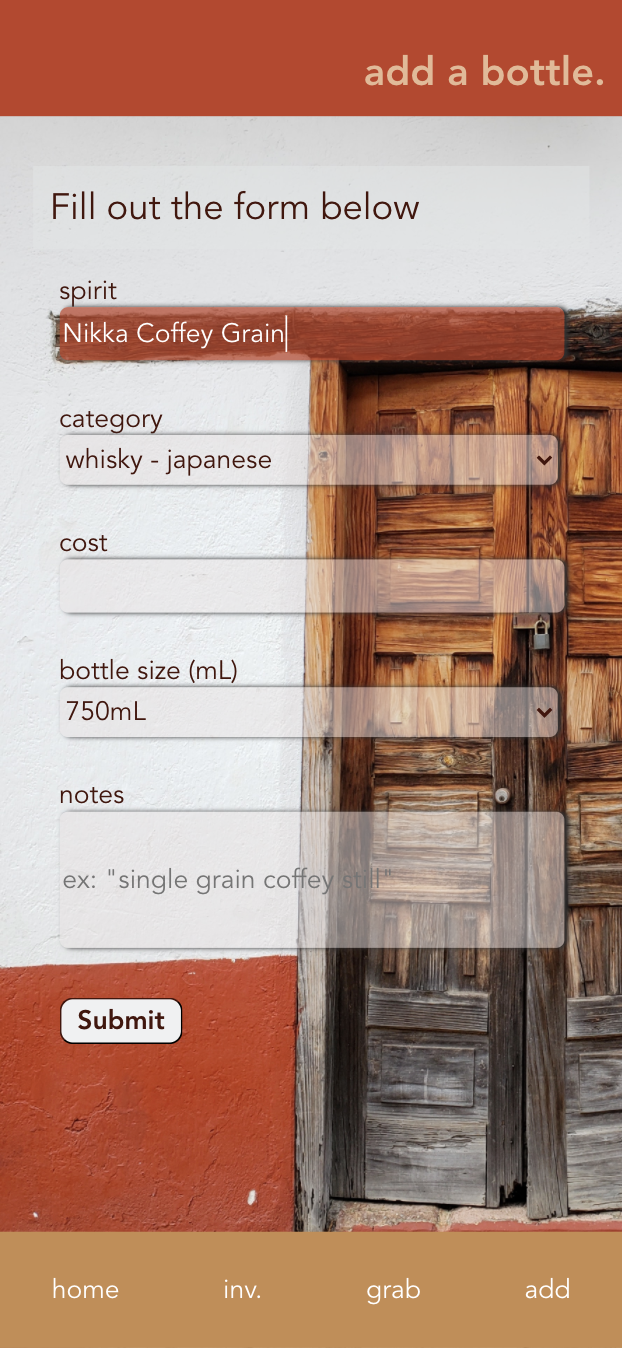 add a bottle.
Fill out the form below
spirit
Nikka Coffey Grain
category
whisky - japanese
cost
bottle size (mL)
750mL
notes
ex: "single grain coffey still"
Submit
home inv. grab add